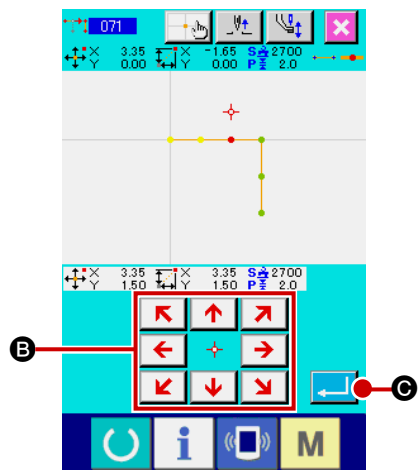 071
X 3.35 X -1.65 S 2700
Y 0.00 Y 0.00 P 2.0
X 3.35 X 3.35 S 2700
Y 1.50 Y 1.50 P 2.0
B
C
i M